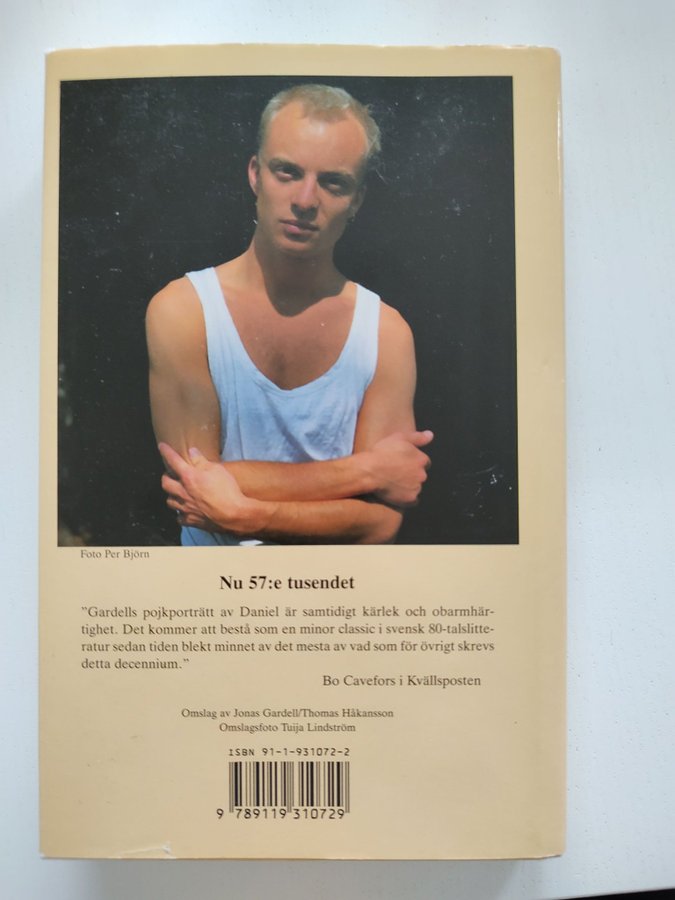 Foto Per Björn
Nu 57:e tusendet
”Gardells pojkporträtt av Daniel är samtidigt kärlek och obarmhär-
tighet. Det kommer att bestå som en minor classic i svensk 80-talslitte-
ratur sedan tiden blekt minnet av det mesta av vad som för övrigt skrevs
detta decennium.”
Bo Cavefors i Kvällsposten
Omslag av Jonas Gardell/Thomas Håkansson
Omslagsfoto Tuija Lindström
ISBN 91-1-931072-2
9 789119 310729